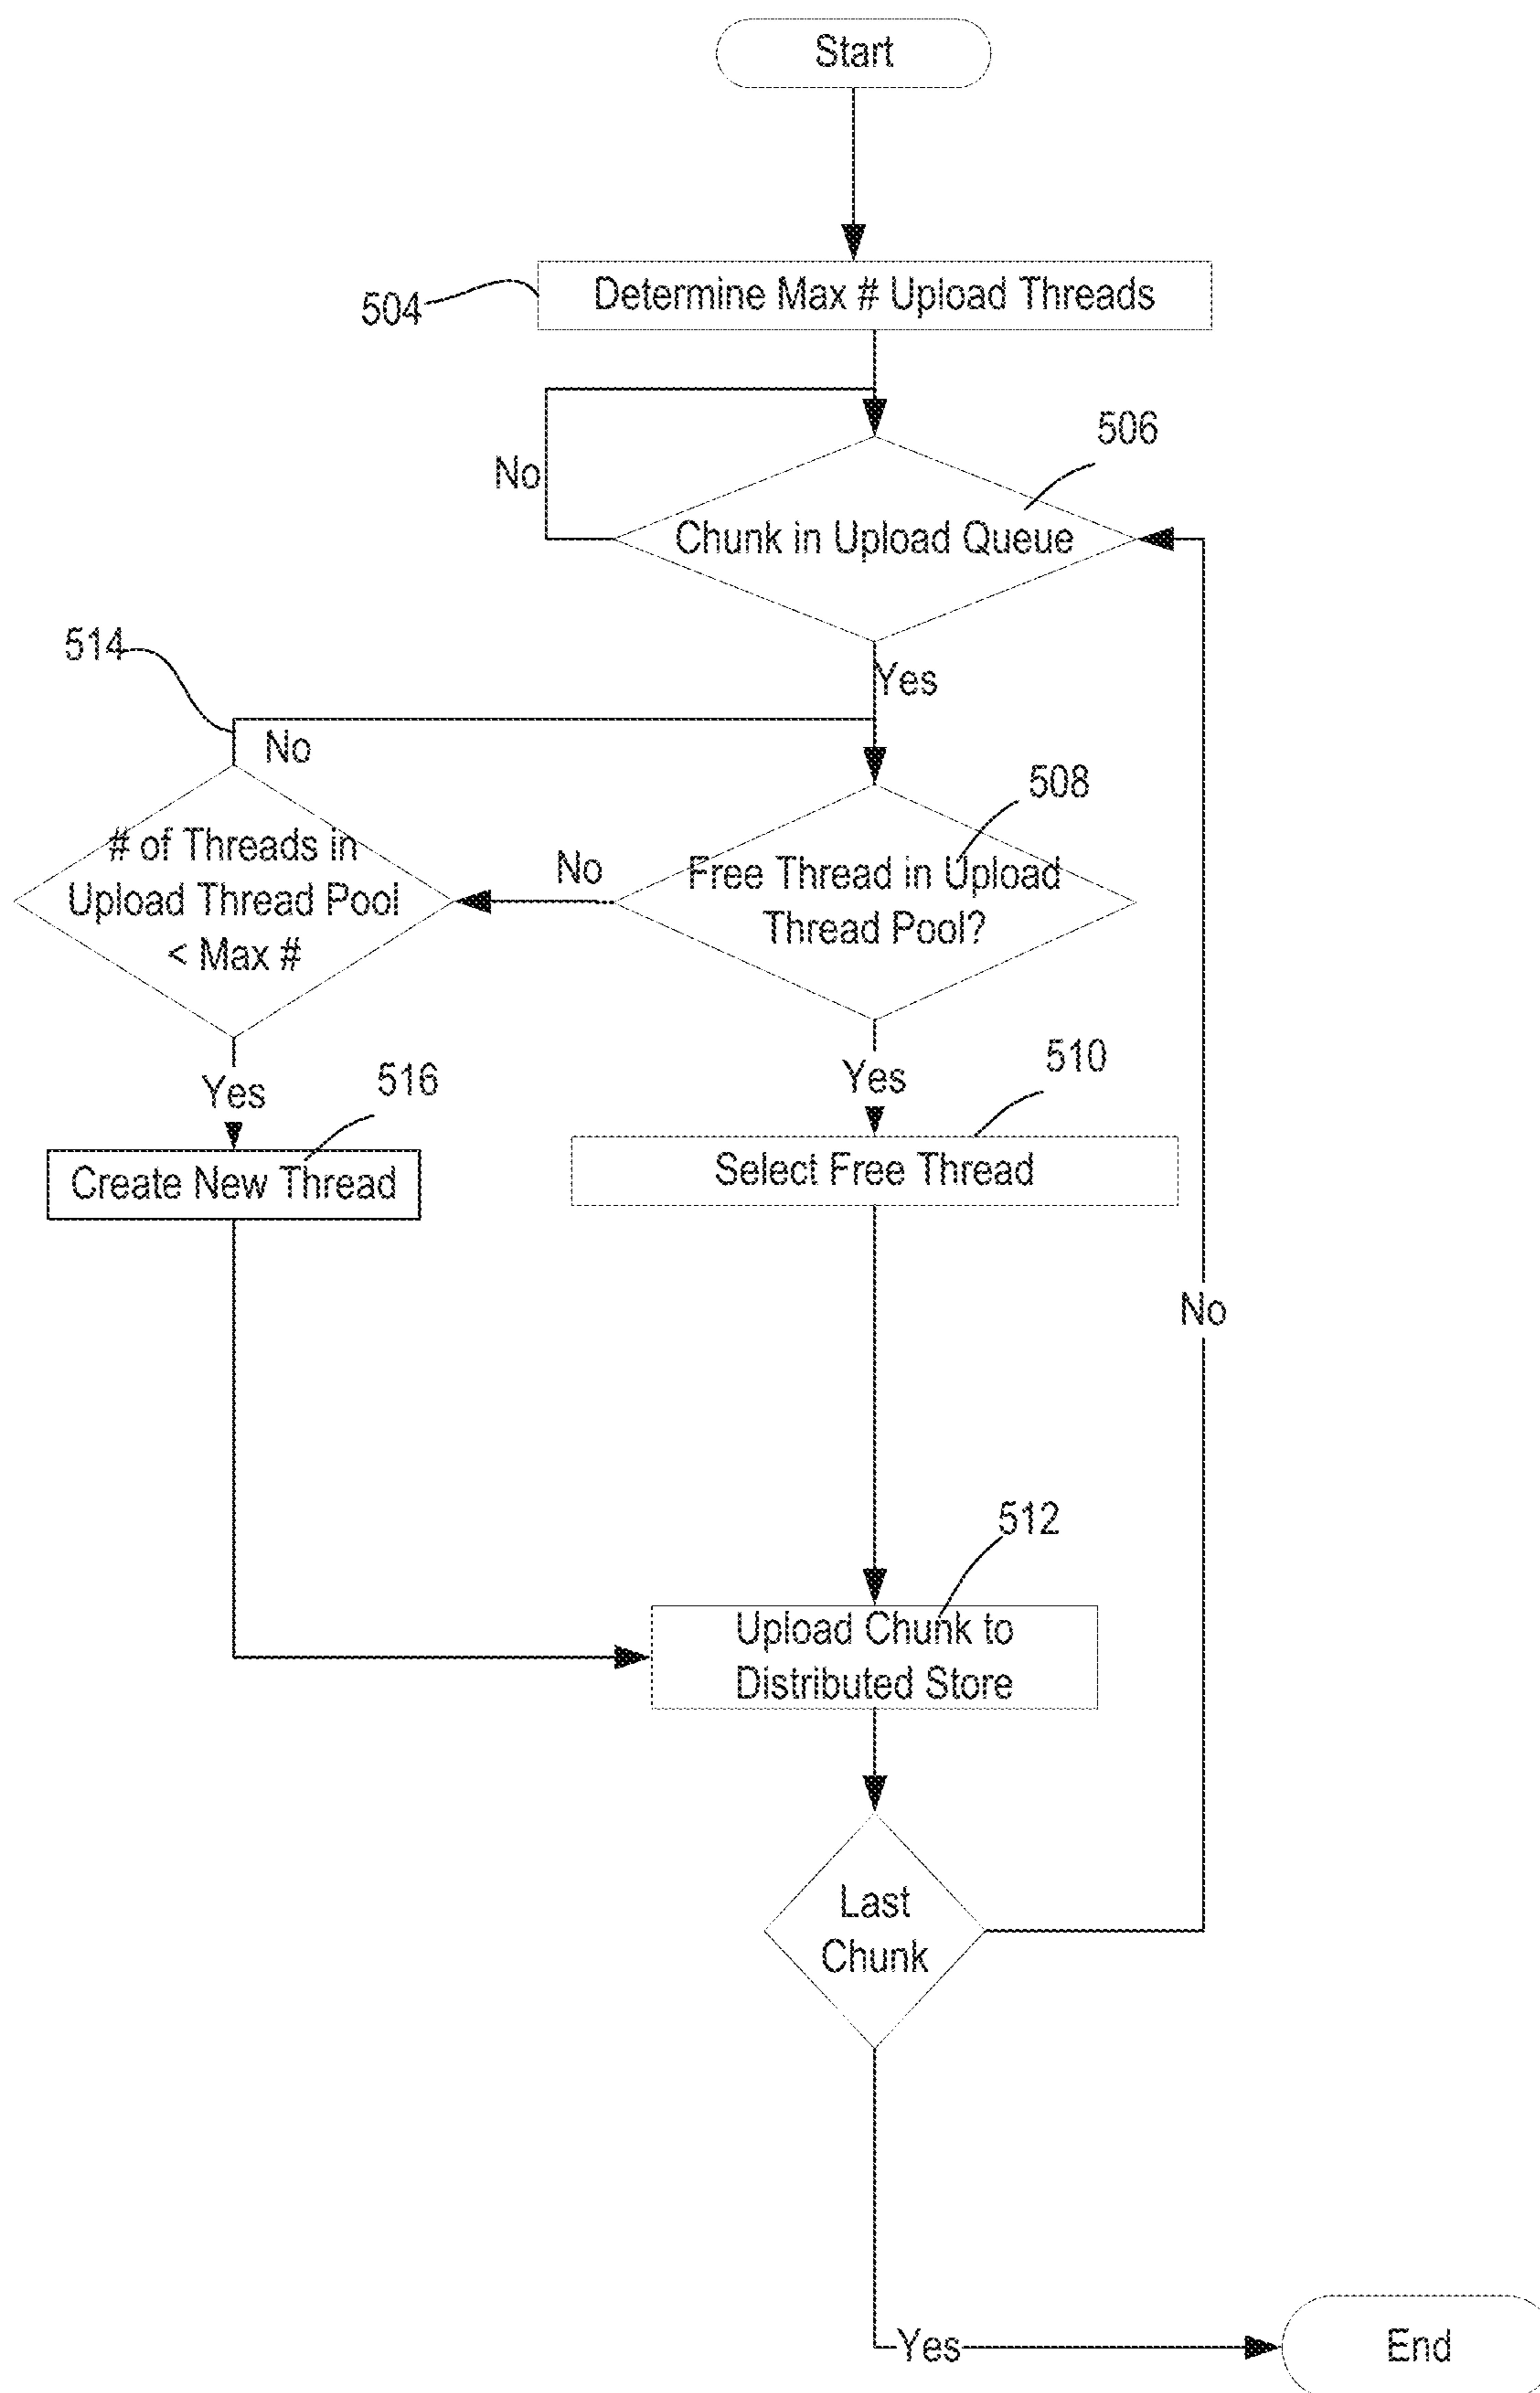 Start
504
Determine Max # Upload Threads
506
No
Chunk in Upload Queue
514
Yes
No
508
# of Threads in
Upload Thread Pool
< Max #
No
Free Thread in Upload
Thread Pool?
Yes
516
Yes
510
Create New Thread
Select Free Thread
No
512
Upload Chunk to
Distributed Store
Last
Chunk
Yes
End